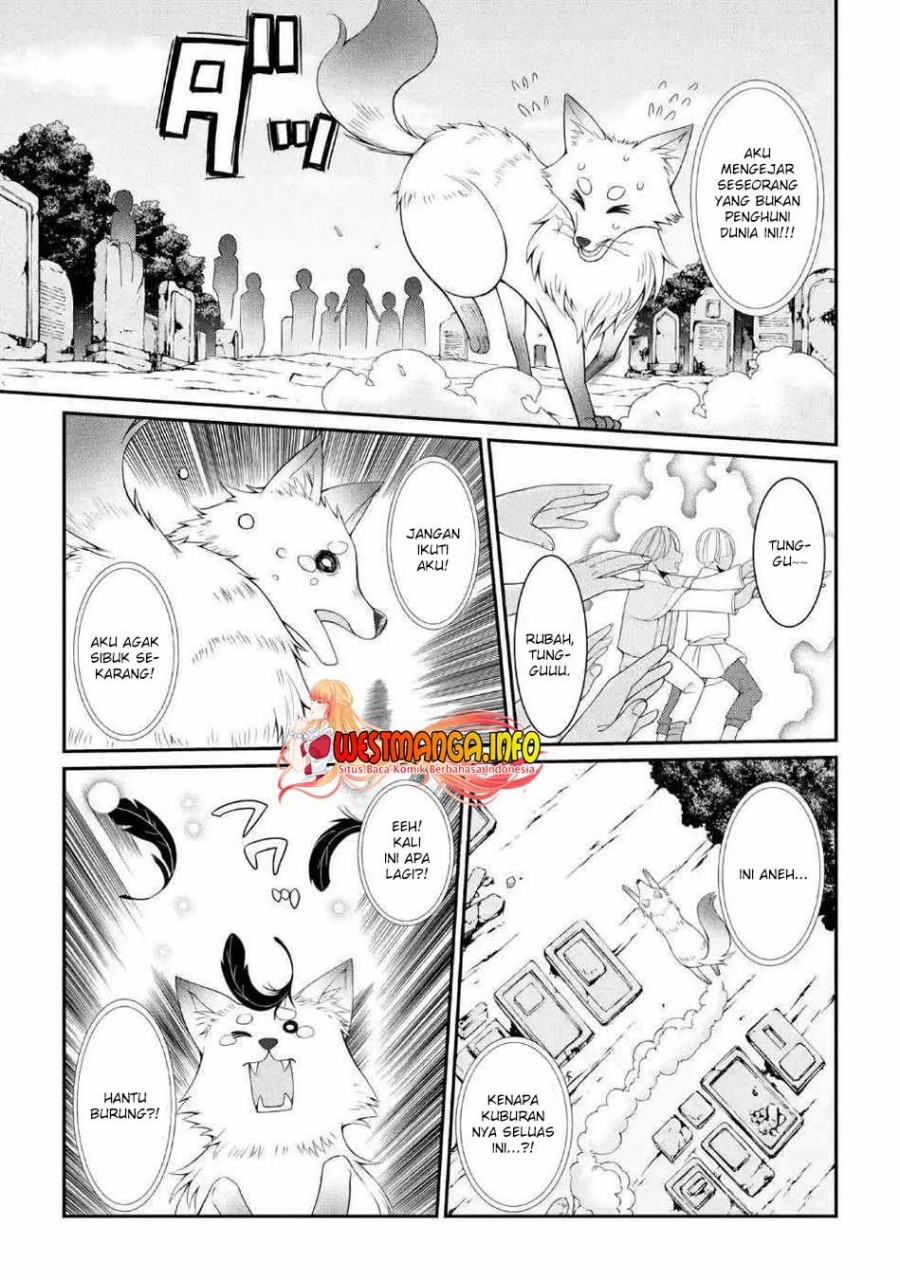 ダダッ
AKU
MENGEJAR
SESEORANG
YANG BUKAN
PENGHUNI
DUNIA INI!!!
TUNG-
GU~~
RUBAH,
TUNG-
GUUU.
JANGAN
IKUTI
AKU!
AKU AGAK
SIBUK SE-
KARANG!
WESTMANGA.INFO
Situs Baca Komik Berbahasa Indonesia
INI ANEH...
KENAPA
KUBURAN
NYA SELUAS
INI...?!
EEH!
KALI
INI APA
LAGI?!
HANTU
BURUNG?!